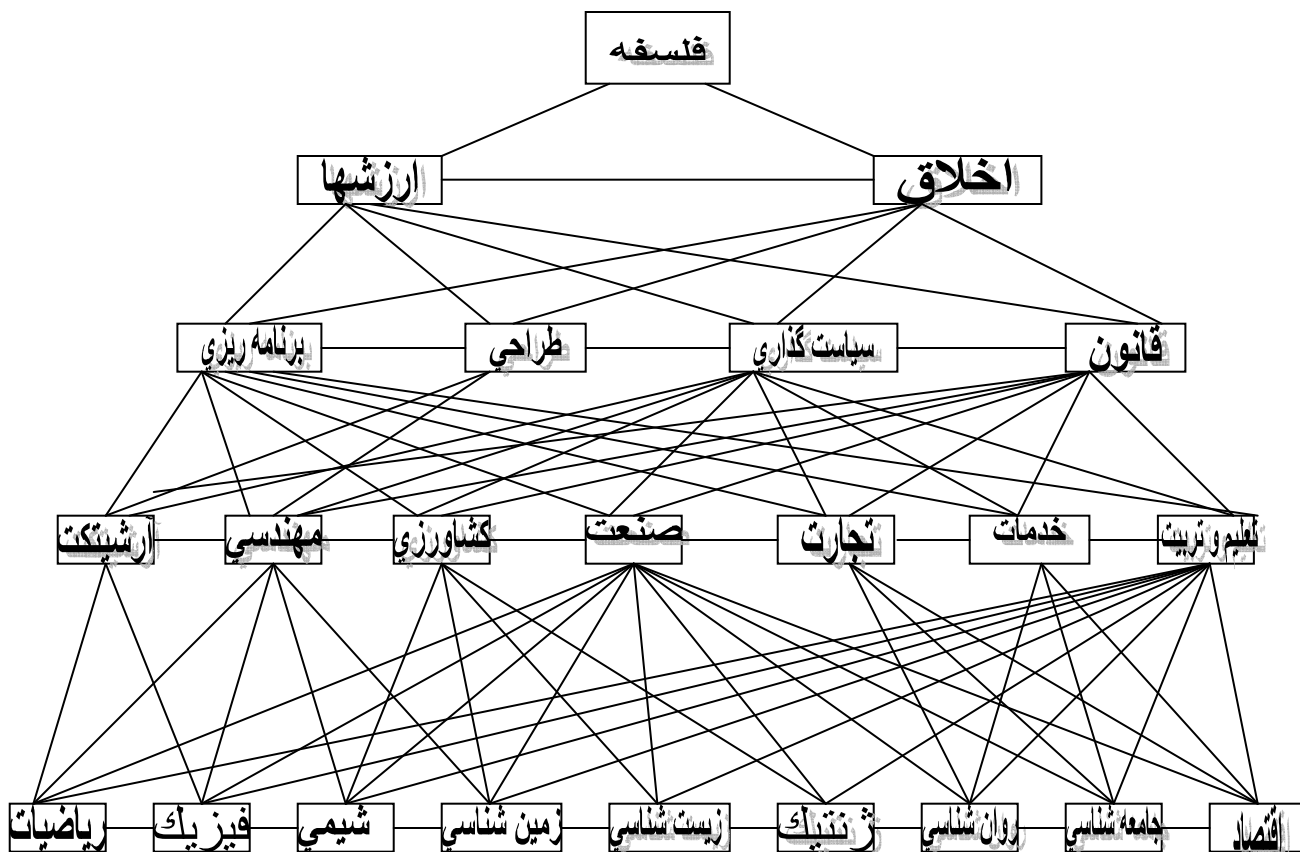 فلسفه
اخلاق
ارزشها
قانون
سياست گذاري
طراحي
برنامه ريزي
تعليم و تربيت
خدمات
تجارت
صنعت
كشاورزي
مهندسي
آرشيتكت
اقتصاد
جامعه شناسي
روان شناسي
ژنتيك
زيست شناسي
زمين شناسي
شيمي
فيزيك
رياضيات